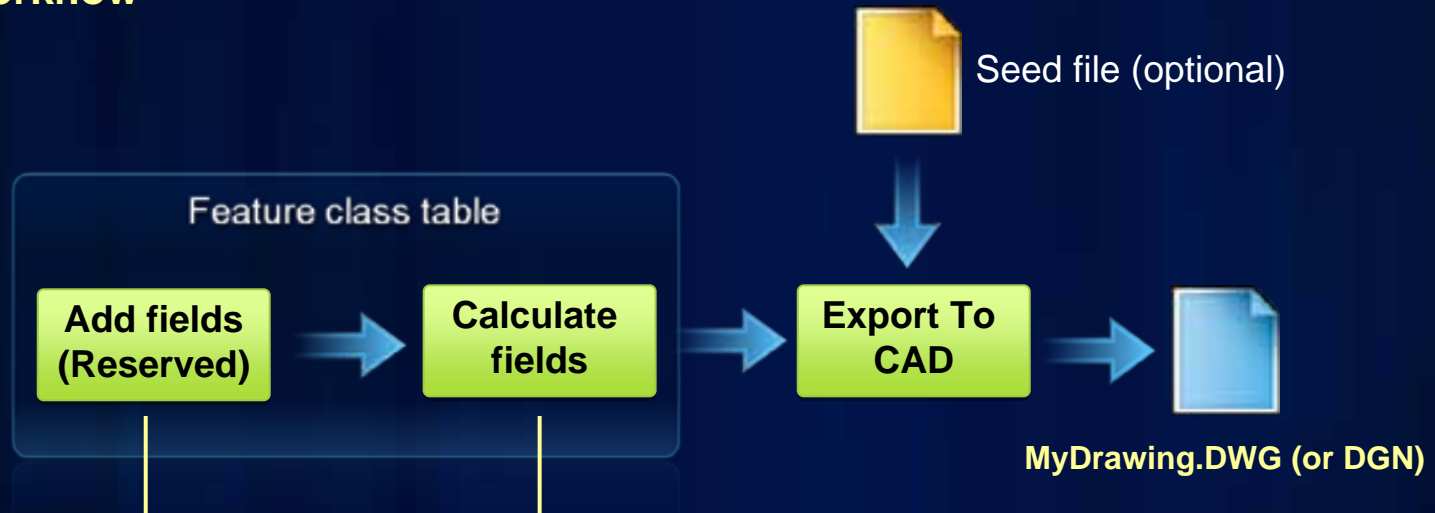 Seed file (optional)
Feature class table
Add fields
(Reserved)
Calculate
fields
Export To
CAD
MyDrawing.DWG (or DGN)